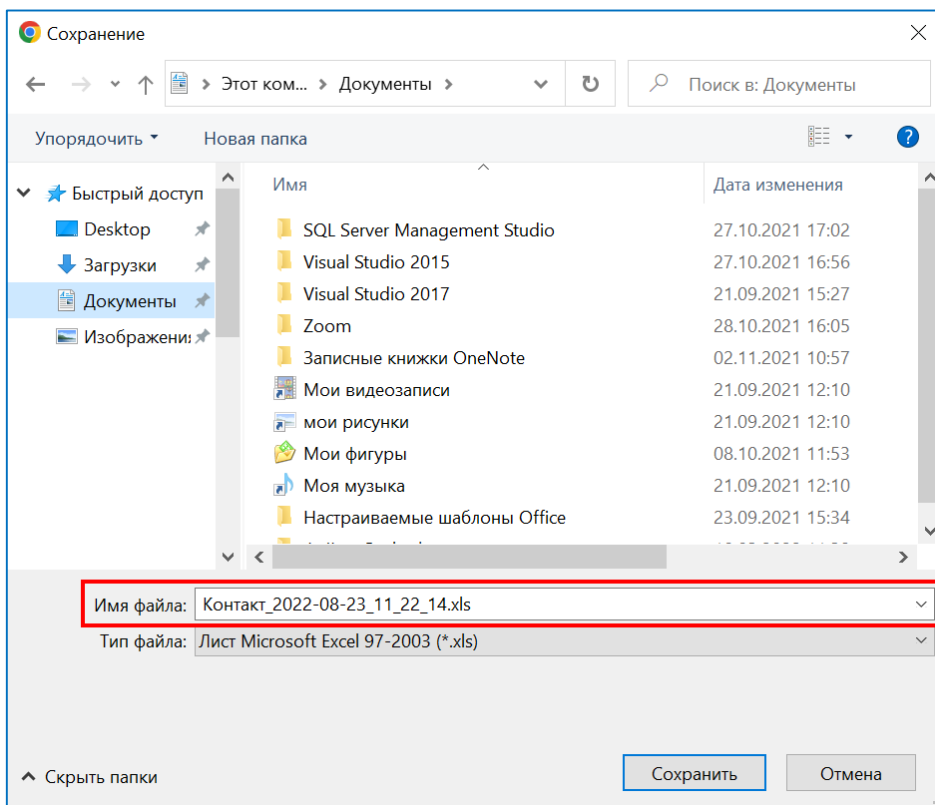 Сохранение
Этот ком... › Документы ›
Поиск в: Документы
Упорядочить
Новая папка
?
Имя
Дата изменения
Быстрый доступ
Desktop
Загрузки
Документы
Изображени
SQL Server Management Studio 27.10.2021 17:02
Visual Studio 2015 27.10.2021 16:56
Visual Studio 2017 21.09.2021 15:27
Zoom 28.10.2021 16:05
Записные книжки OneNote 02.11.2021 10:57
Мои видеозаписи 21.09.2021 12:10
мои рисунки 21.09.2021 12:10
Мои фигуры 08.10.2021 11:53
Моя музыка 21.09.2021 12:10
Настраиваемые шаблоны Office 23.09.2021 15:34
Имя файла: Контакт_2022-08-23_11_22_14.xls
Тип файла: Лист Microsoft Excel 97-2003 (*.xls)
Скрыть папки
Сохранить
Отмена